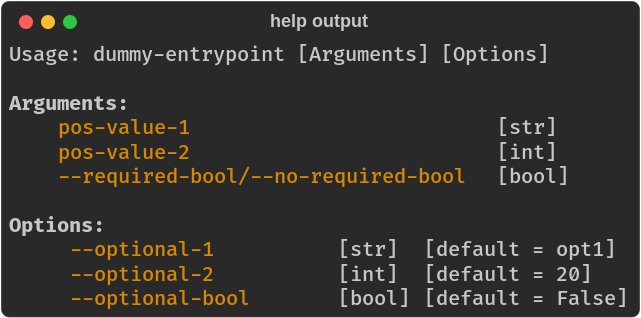 help output
Usage: dummy-entrypoint [Arguments] [Options]
Arguments:
pos-value-1 [str]
pos-value-2 [int]
--required-bool/--no-required-bool [bool]
Options:
--optional-1 [str] [default = opt1]
--optional-2 [int] [default = 20]
--optional-bool [bool] [default = False]